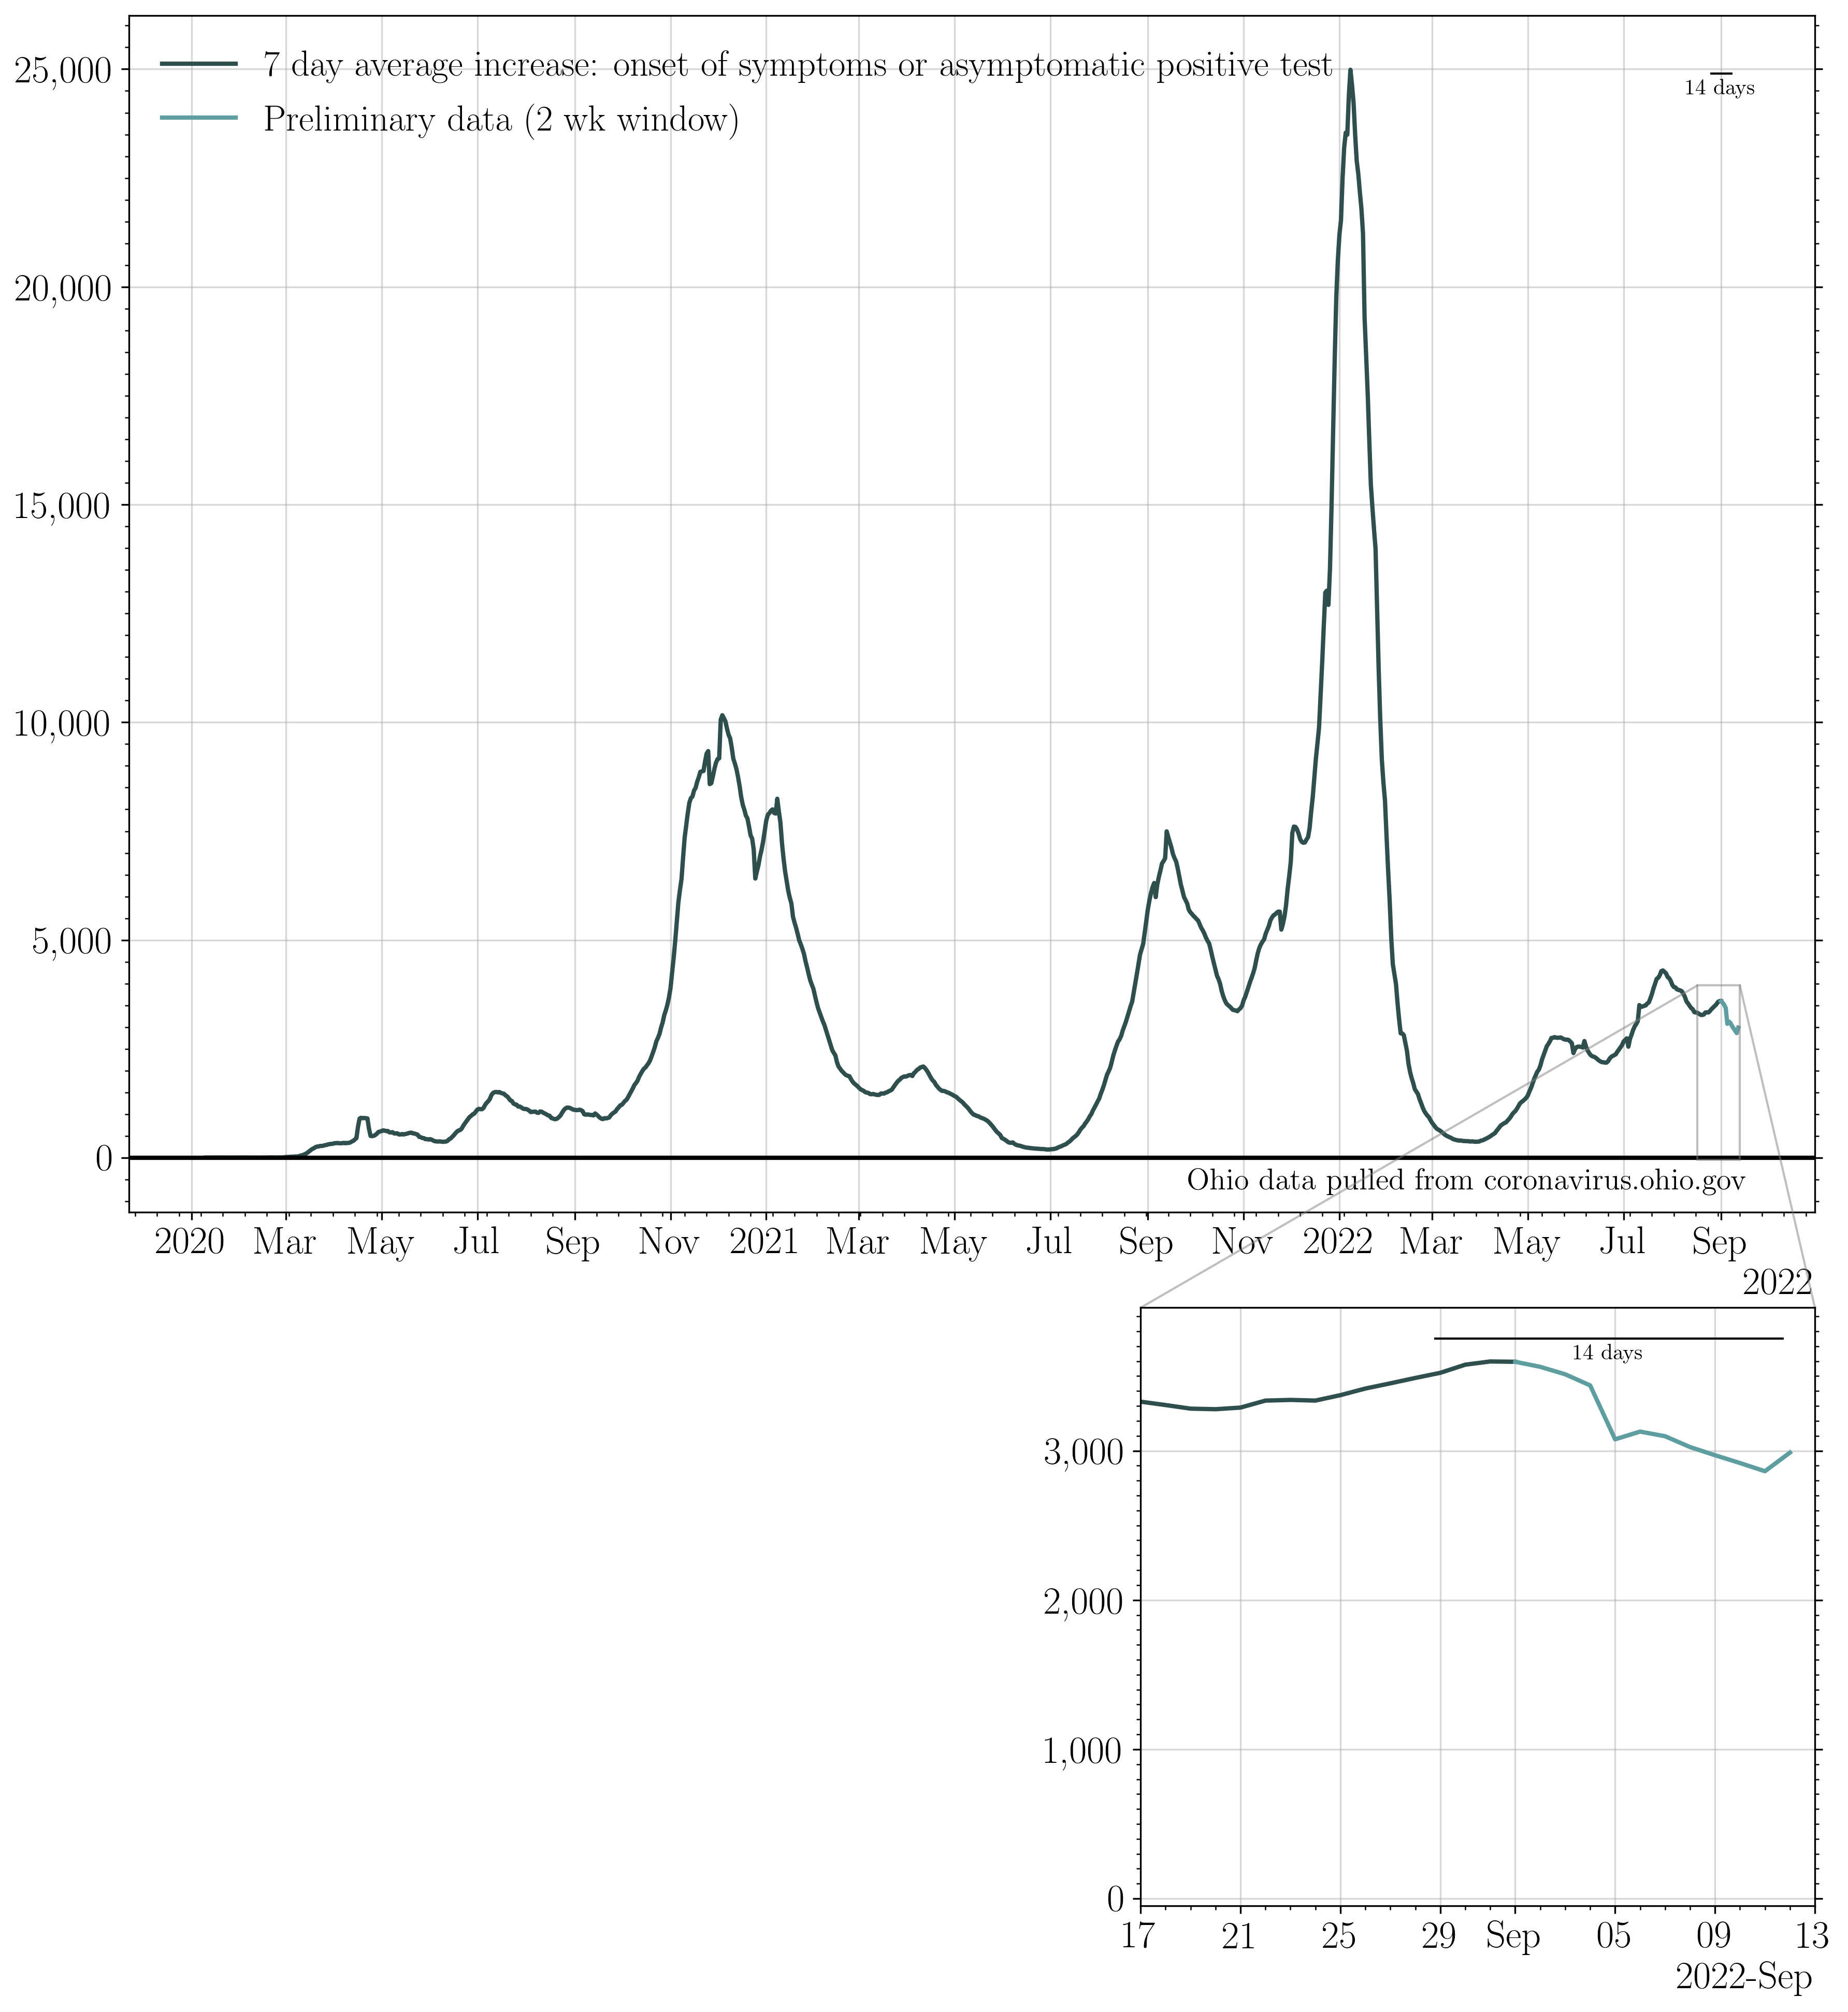 25,000
7 day average increase: onset of symptoms or asymptomatic positive test
14 days
Preliminary data (2 wk window)
20,000
15,000
10,000
5,000
0
Ohio data pulled from coronavirus.ohio.gov
2020 Mar May Jul Sep Nov 2021 Mar May Jul Sep Nov 2022 Mar May Jul Sep
2022
14 days
3,000
2,000
1,000
0
17 21 25 29 Sep 05 09 13
2022-Sep